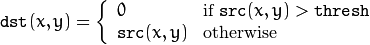 dst(x,y) = { 0 if src(x,y) > thresh
src(x,y) otherwise